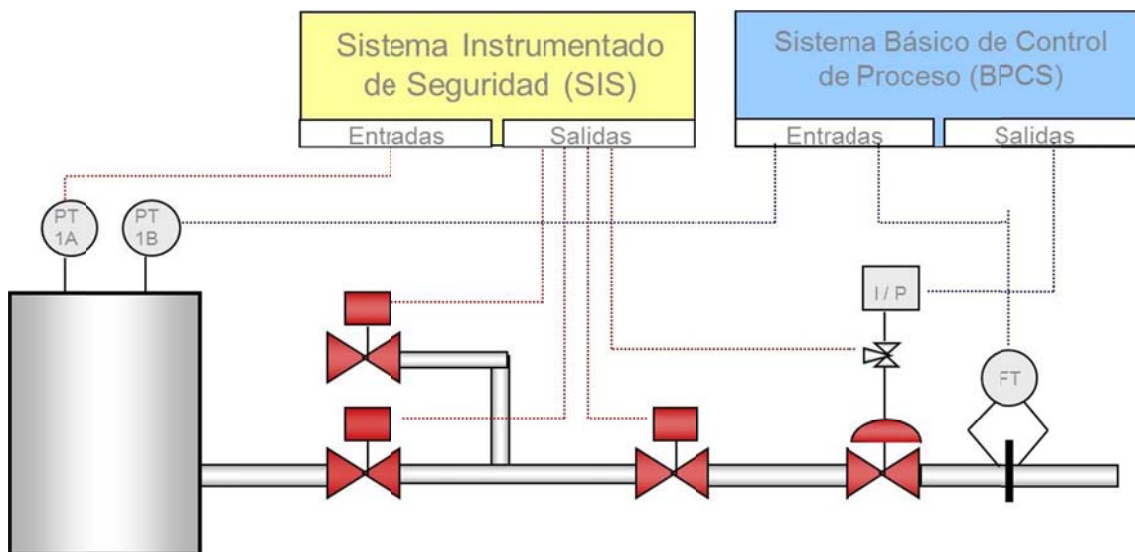 Sistema Instrumentado
de Seguridad (SIS)
Entradas
Salidas
Sistema Básico de Control
de Proceso (BPCS)
Entradas
Salidas
PT
1A
PT
1B
I / P
FT